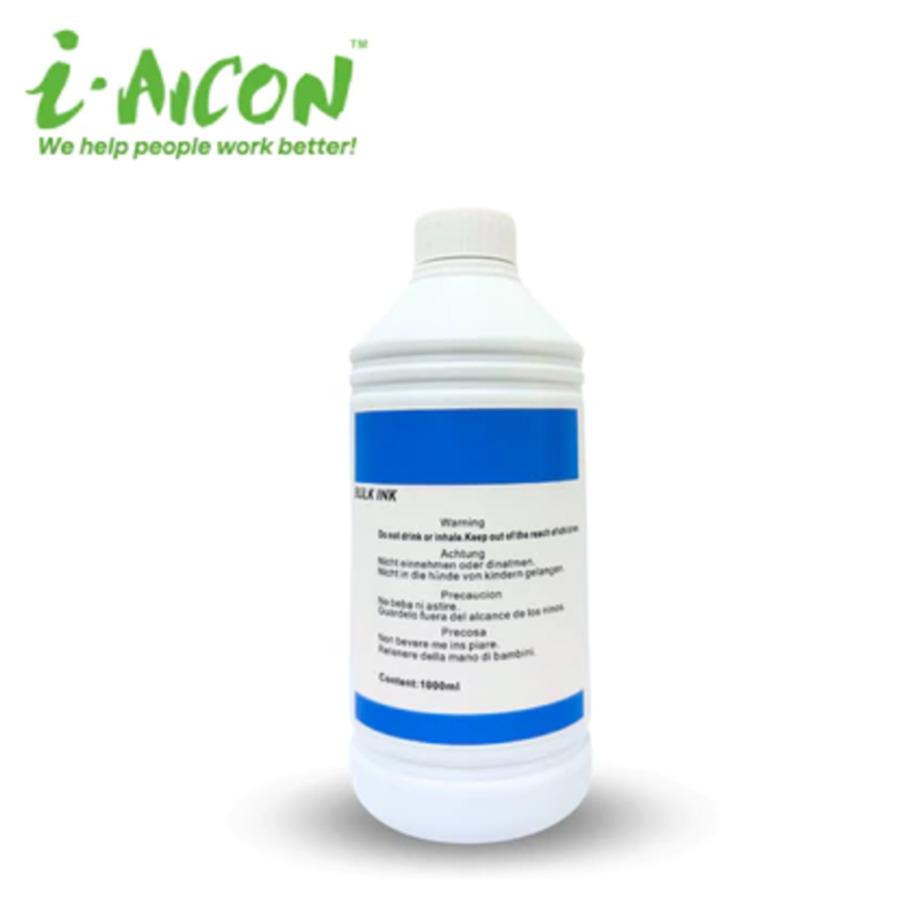 i·AICON™
We help people work better!
BULK INK
Warning
Do not drink or inhale.Keep out of the reach of children
Achtung
Nicht einnehmen oder dinatmen.
Nicht in die hünde von kindern gelangen.
Precaucion
No beba ni astire.
Guardelo fuera del alcance de los ninos
Precosa
Non bevere me ins piare.
Relsnere della mano di bambini.
Content:1000ml